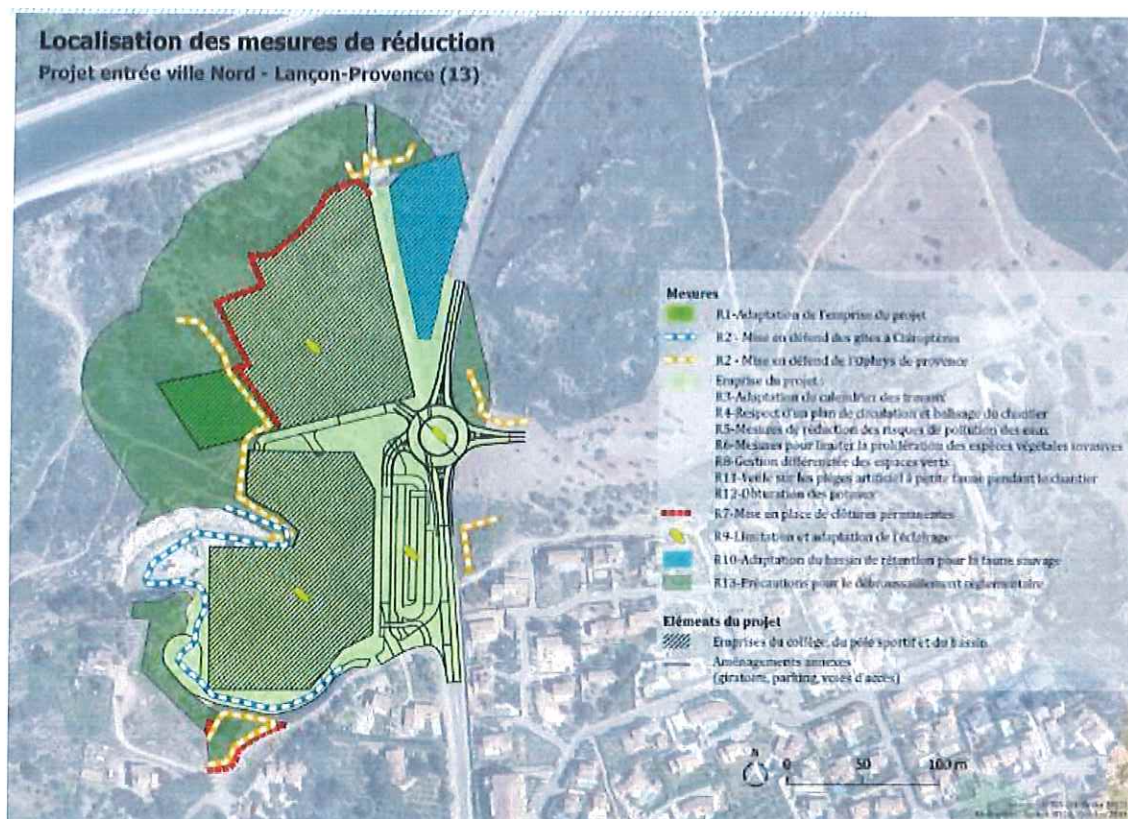 Localisation des mesures de réduction
Projet entrée ville Nord - Lançon-Provence (13)
Mesures
R1-Adaptation de l'emprise du projet
R2 - Mise en défend des gîtes à Chiroptères
R2 - Mise en défend de l'Ophrys de provence
Emprise du projet :
R3-Adaptation du calendrier des travaux
R4-Respect d'un plan de circulation et balisage du chantier
R5-Mesures de réduction des risques de pollution des eaux
R6-Mesures pour limiter la prolifération des espèces végétales invasives
R8-Gestion différenciée des espaces verts
R11-Veille sur les pièges artificiel à petite faune pendant le chantier
R12-Obturation des poteaux
R7-Mise en place de clôtures permanentes
R9-Limitation et adaptation de l'éclairage
R10-Adaptation du bassin de rétention pour la faune sauvage
R13-Précautions pour le débroussaillement réglementaire
Eléments du projet
Emprises du collège, du pôle sportif et du bassin
Aménagements annexes
(giratoire, parking, voies d'accès)
N
0 50 100 m